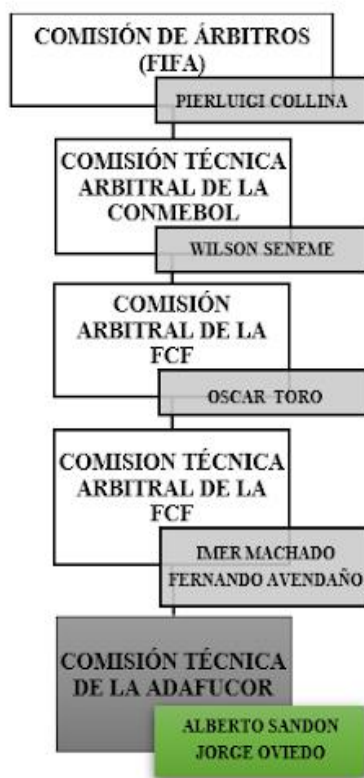 COMISIÓN DE ÁRBITROS
(FIFA)
PIERLUIGI COLLINA
COMISIÓN TÉCNICA
ARBITRAL DE LA
CONMEBOL
WILSON SENEME
COMISIÓN
ARBITRAL DE LA
FCF
OSCAR TORO
COMISION TÉCNICA
ARBITRAL DE LA
FCF
IMER MACHADO
FERNANDO AVENDAÑO
COMISIÓN TÉCNICA
DE LA ADAFUCOR
ALBERTO SANDON
JORGE OVIEDO